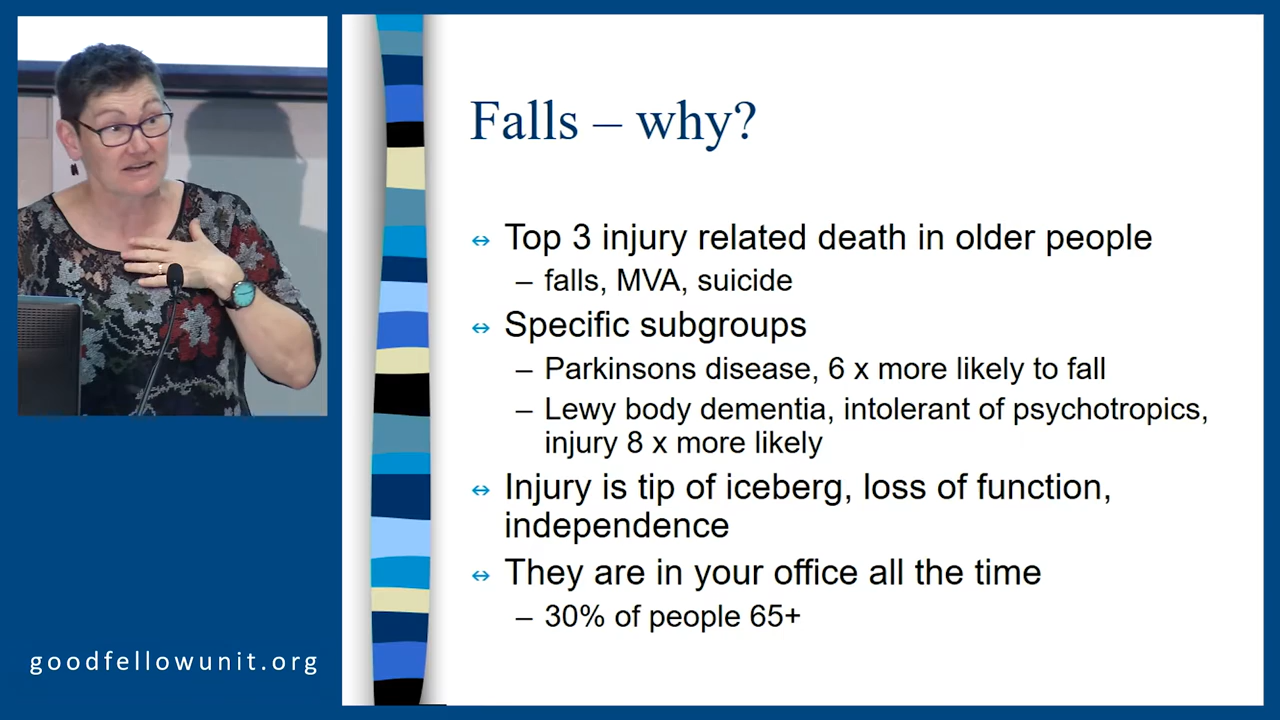 Falls – why?
↔ Top 3 injury related death in older people
– falls, MVA, suicide
↔ Specific subgroups
– Parkinsons disease, 6 x more likely to fall
– Lewy body dementia, intolerant of psychotropics,
injury 8 x more likely
↔ Injury is tip of iceberg, loss of function,
independence
↔ They are in your office all the time
– 30% of people 65+
goodfellowunit.org